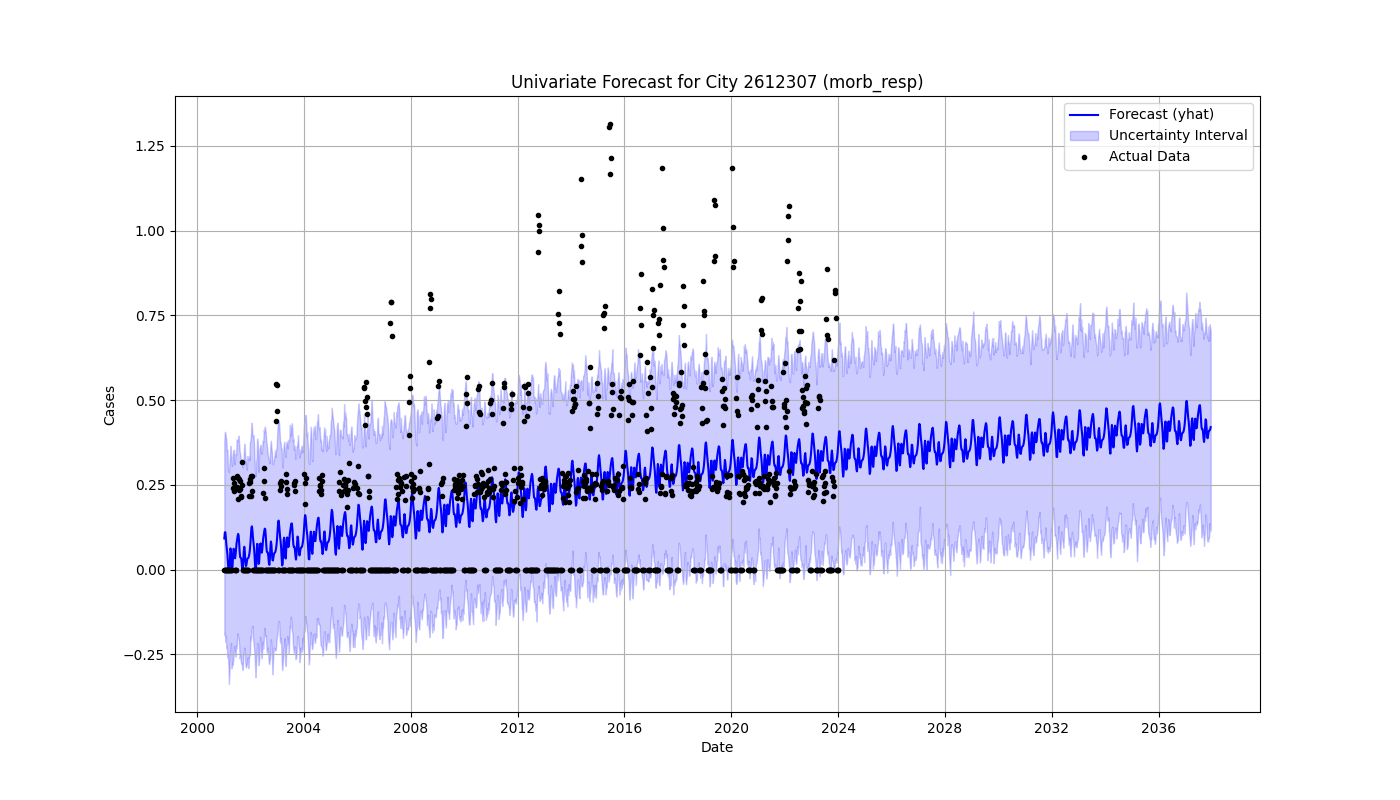 Univariate Forecast for City 2612307 (morb_resp)
Forecast (yhat)
Uncertainty Interval
Actual Data
1.25
1.00
0.75
0.50
0.25
0.00
−0.25
Cases
2000 2004 2008 2012 2016 2020 2024 2028 2032 2036
Date